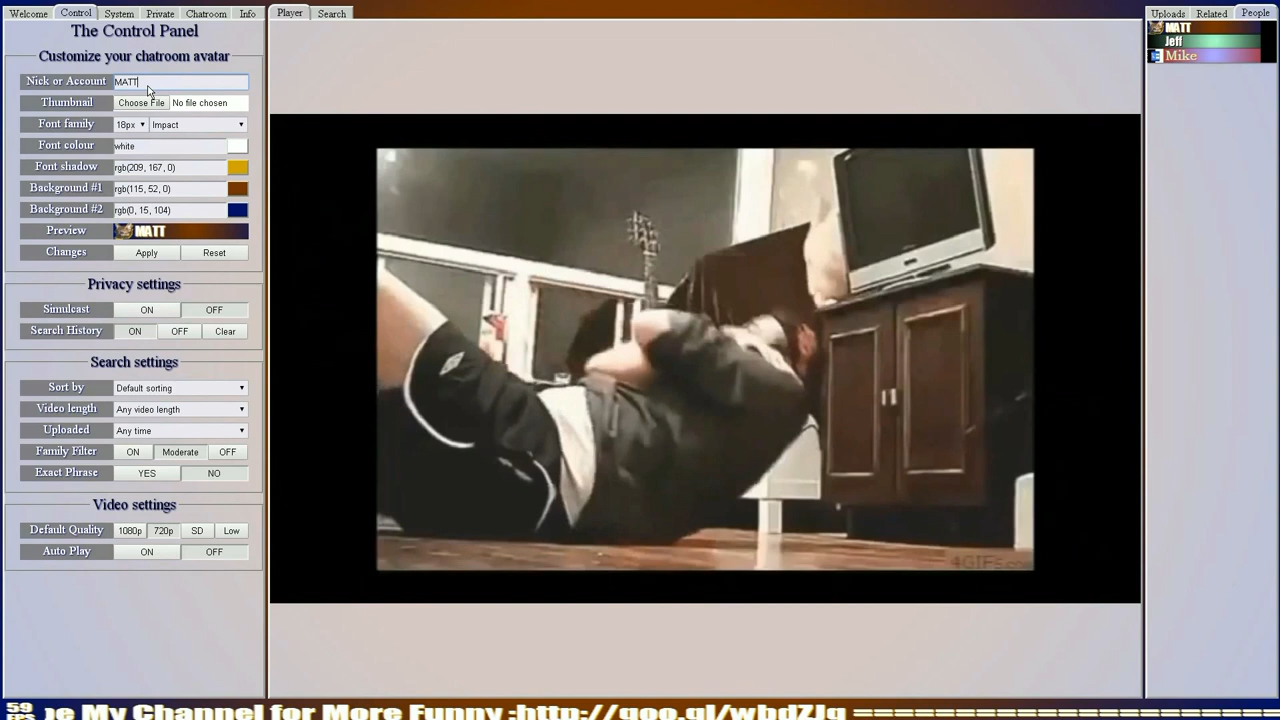 Welcome Control System Private Chatroom Info
The Control Panel
Customize your chatroom avatar
Nick or Account MATT
Thumbnail Choose File No file chosen
Font family 18px Impact
Font colour white
Font shadow rgb(209, 167, 0)
Background #1 rgb(115, 52, 0)
Background #2 rgb(0, 15, 104)
Preview MATT
Changes Apply Reset
Privacy settings
Simulcast ON OFF
Search History ON OFF Clear
Search settings
Sort by Default sorting
Video length Any video length
Uploaded Any time
Family Filter ON Moderate OFF
Exact Phrase YES NO
Video settings
Default Quality 1080p 720p SD Low
Auto Play ON OFF
Player Search
Uploads Related People
MATT
Jeff
Mike
59
My Channel for More Funny :http://goo.gl/wbdZJg ====================